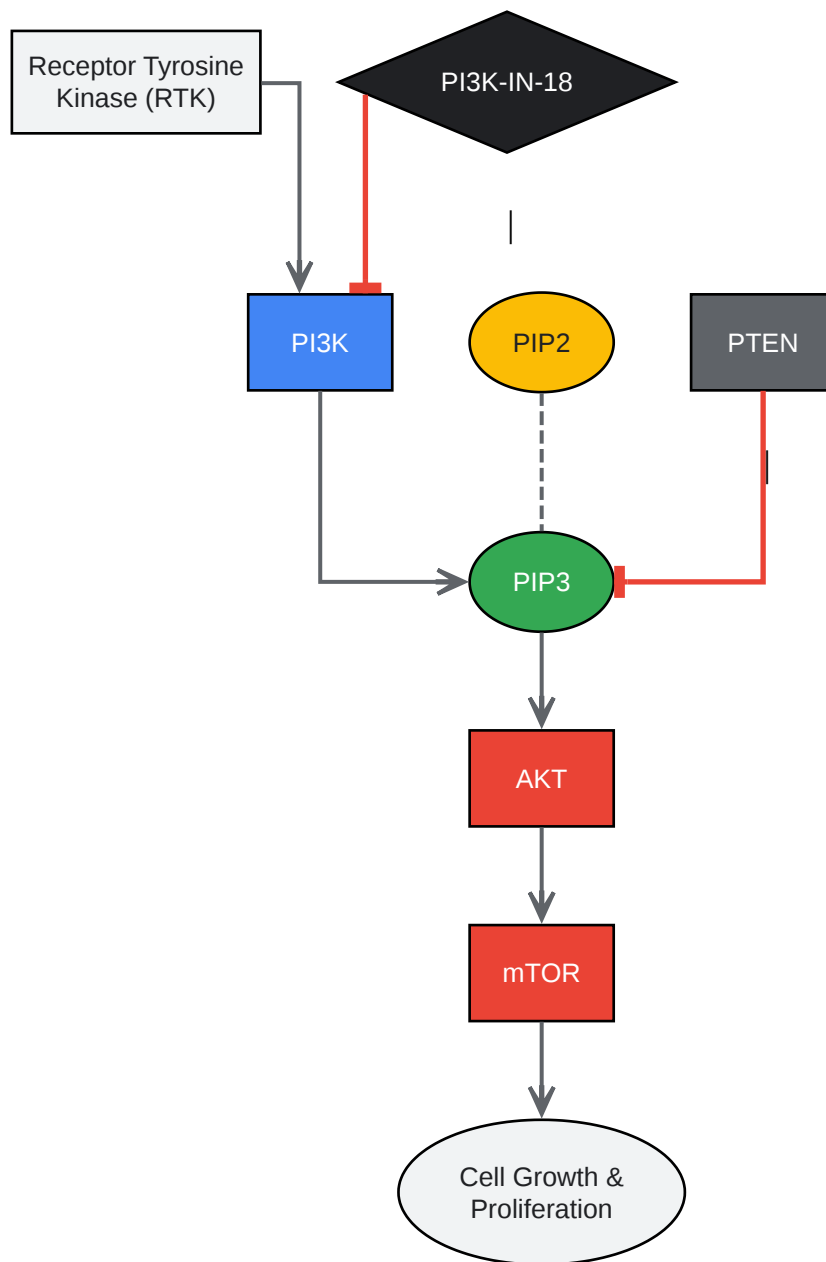 Receptor Tyrosine
Kinase (RTK)
PI3K-IN-18
PI3K
PIP2
PTEN
PIP3
AKT
mTOR
Cell Growth &
Proliferation